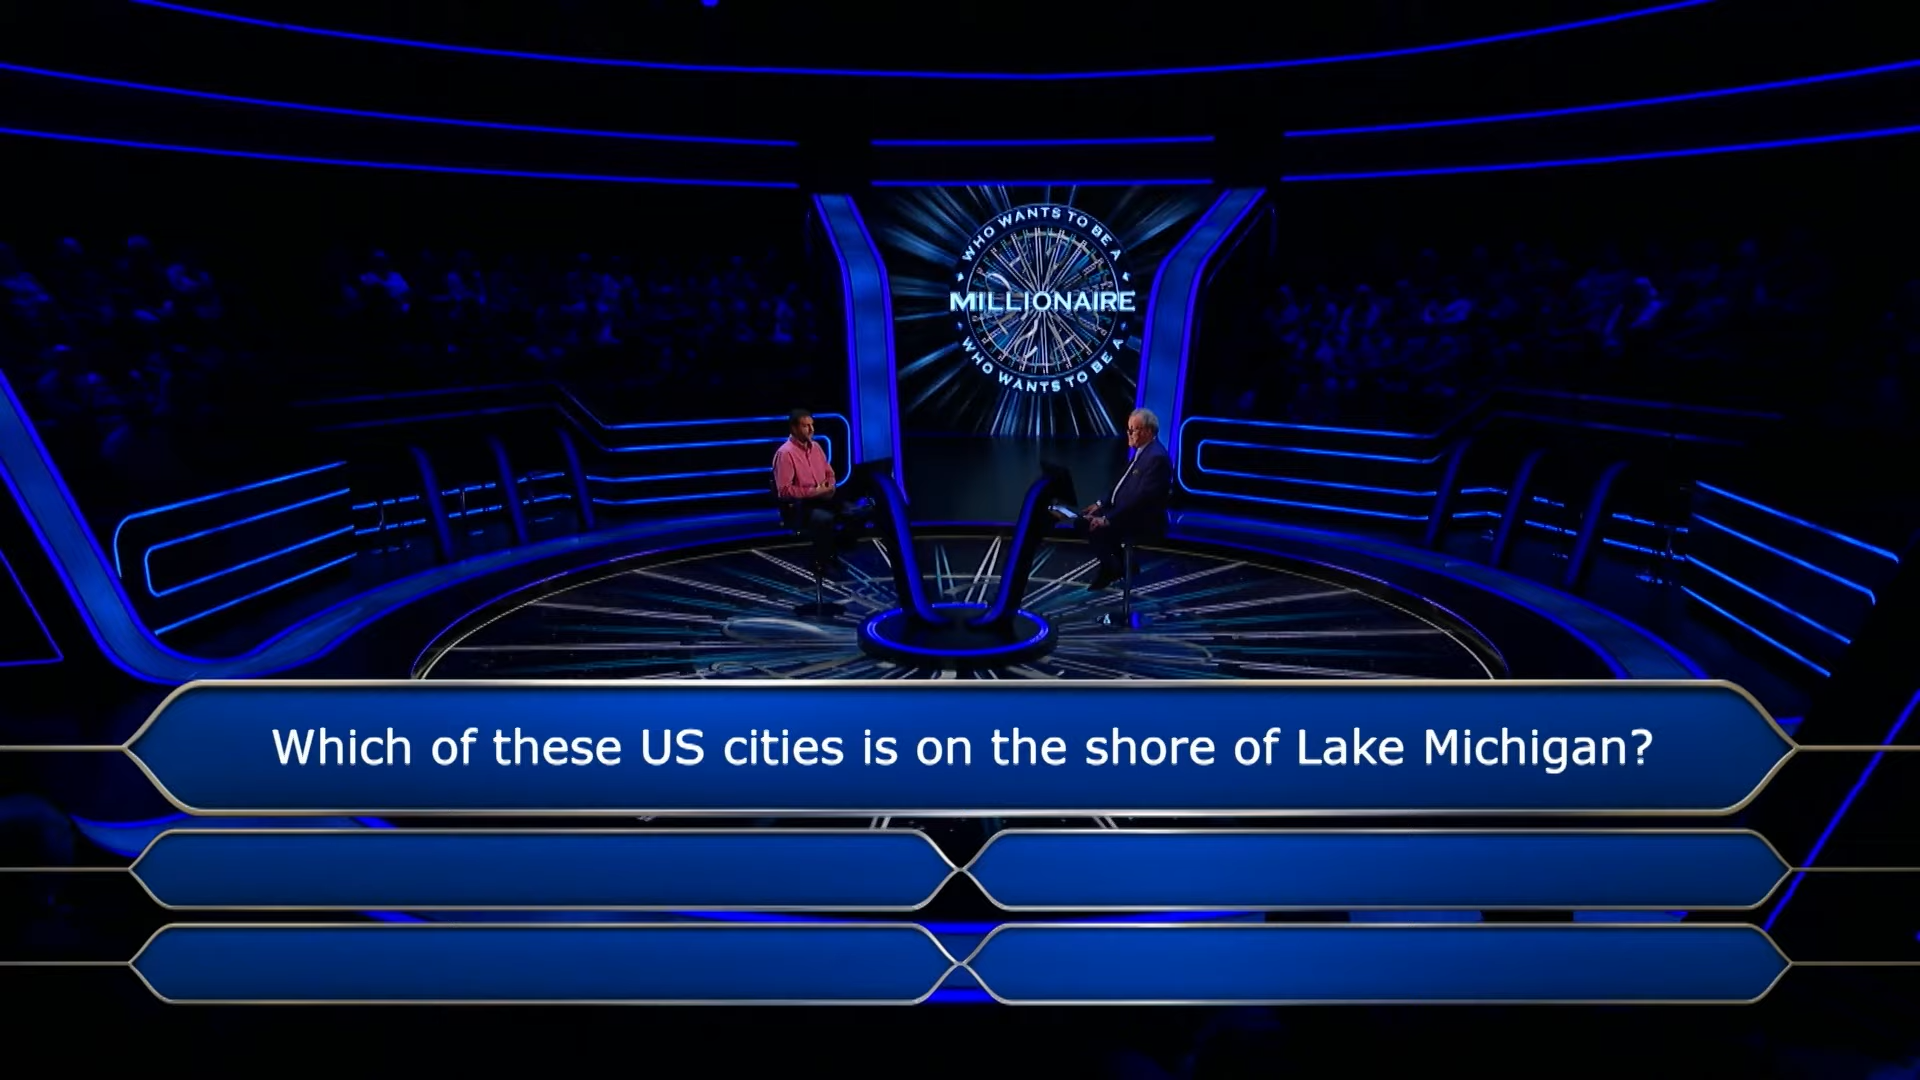 WHO WANTS TO BE A
MILLIONAIRE
WHO WANTS TO BE A
Which of these US cities is on the shore of Lake Michigan?